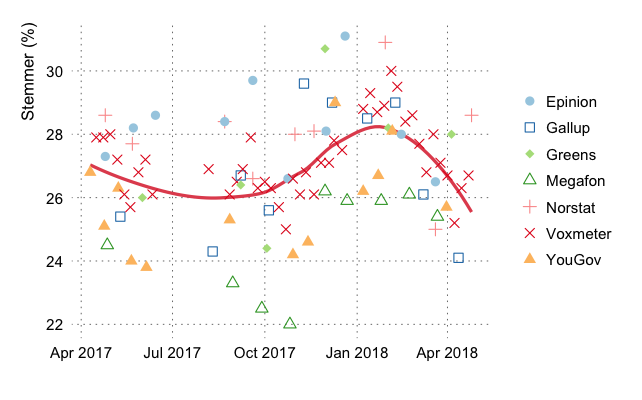 Stemmer (%)
30
28
26
24
22
Apr 2017 Jul 2017 Oct 2017 Jan 2018 Apr 2018
Epinion
Gallup
Greens
Megafon
Norstat
Voxmeter
YouGov